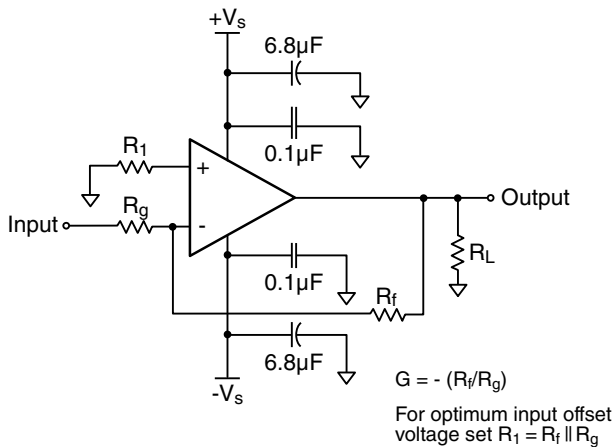 +Vs
6.8µF
R1
+
0.1µF
Input
Rg
-
Output
RL
0.1µF
Rf
6.8µF
-Vs
G = - (Rf/Rg)
For optimum input offset
voltage set R1 = Rf || Rg